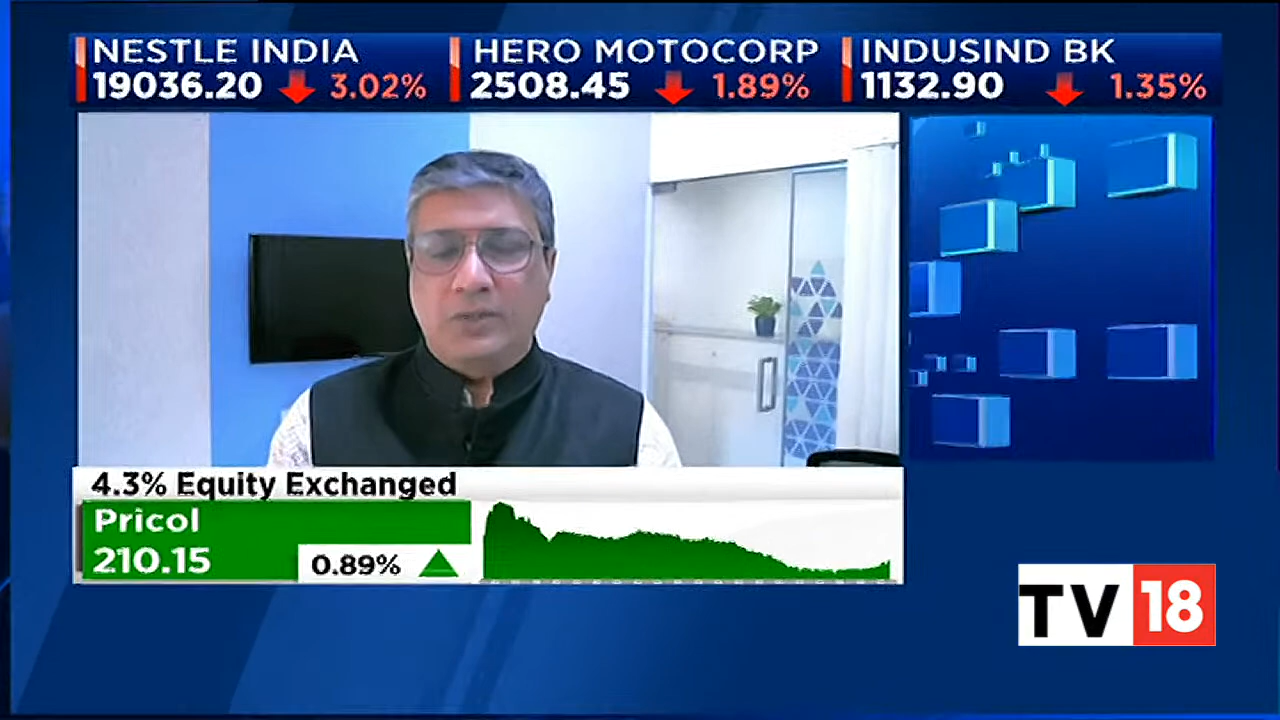 NESTLE INDIA
19036.20 3.02%
HERO MOTOCORP
2508.45 1.89%
INDUSIND BK
1132.90 1.35%
4.3% Equity Exchanged
Pricol
210.15
0.89%
TV18